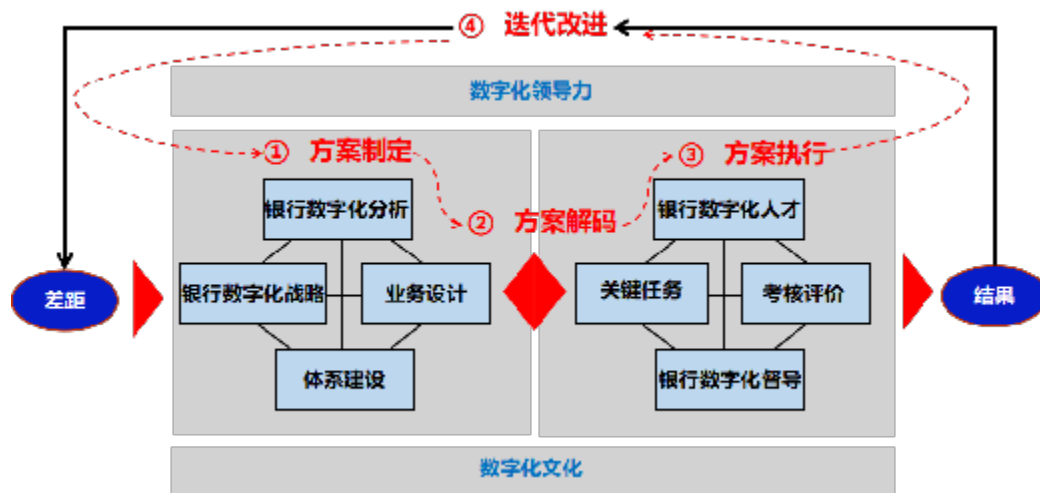 ④ 迭代改进
数字化领导力
① 方案制定
③ 方案执行
银行数字化分析
② 方案解码
银行数字化人才
差距
银行数字化战略
业务设计
关键任务
考核评价
结果
体系建设
银行数字化督导
数字化文化